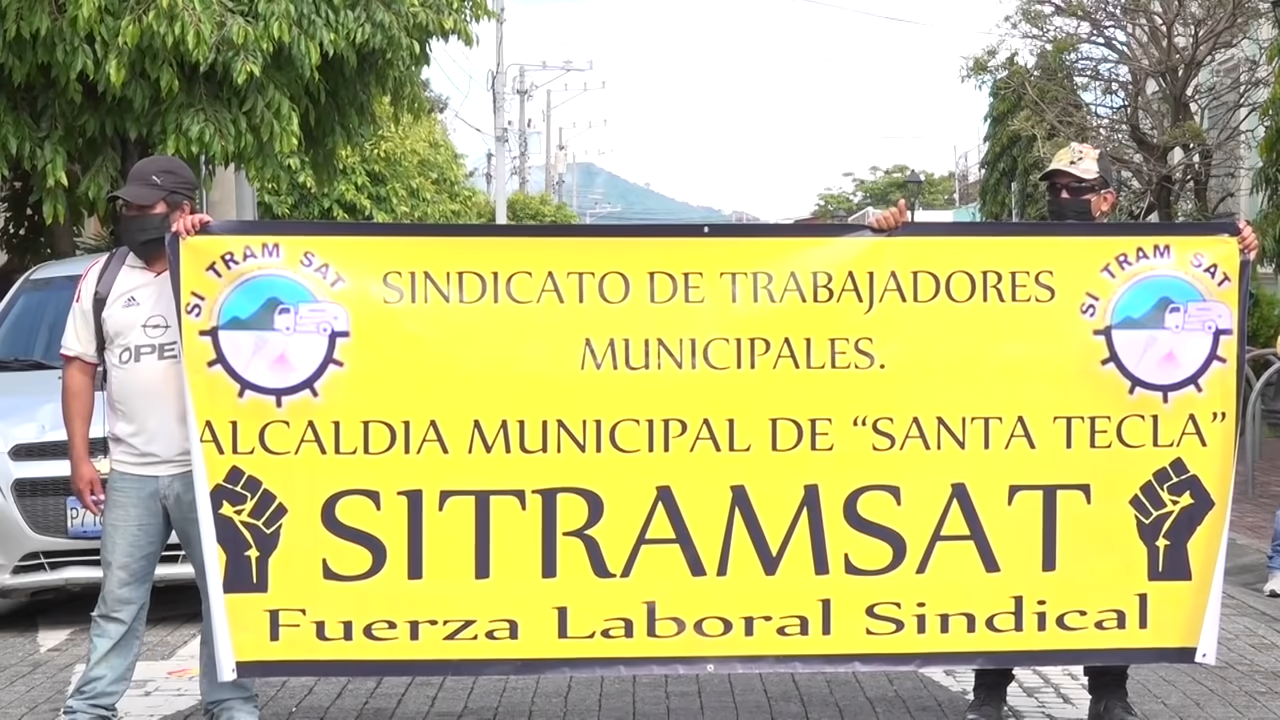 SI TRAM SAT
SI TRAM SAT
SINDICATO DE TRABAJADORES
MUNICIPALES.
ALCALDIA MUNICIPAL DE “SANTA TECLA”
SITRAMSAT
Fuerza Laboral Sindical
adidas
OPE